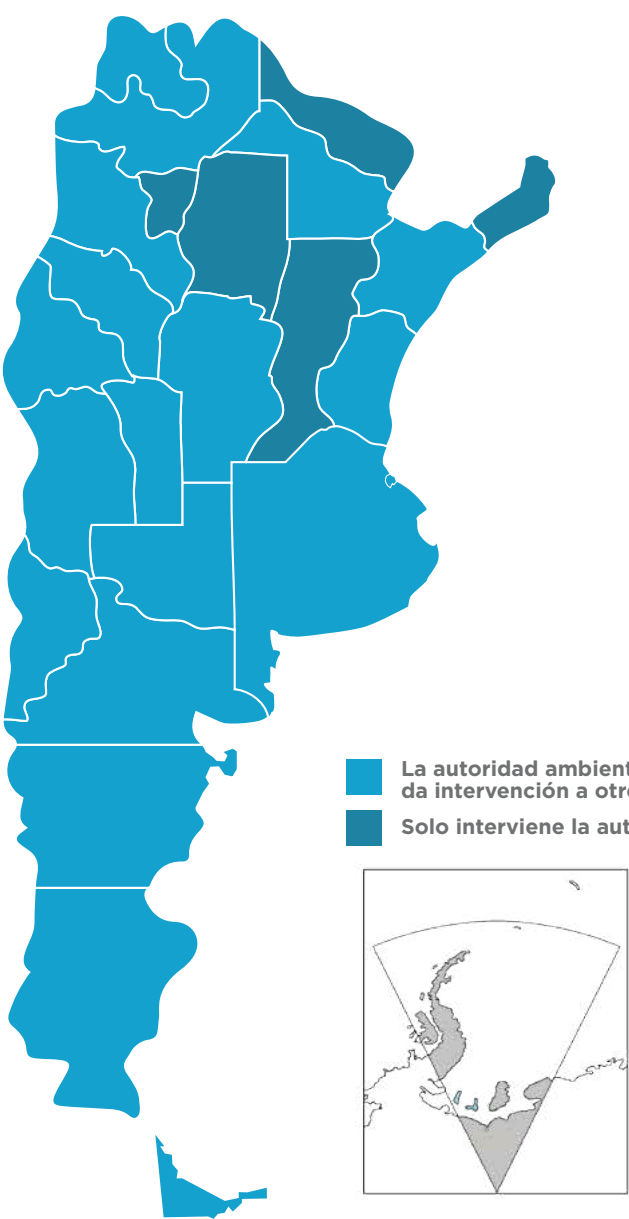 La autoridad ambient
da intervención a otr
Solo interviene la aut